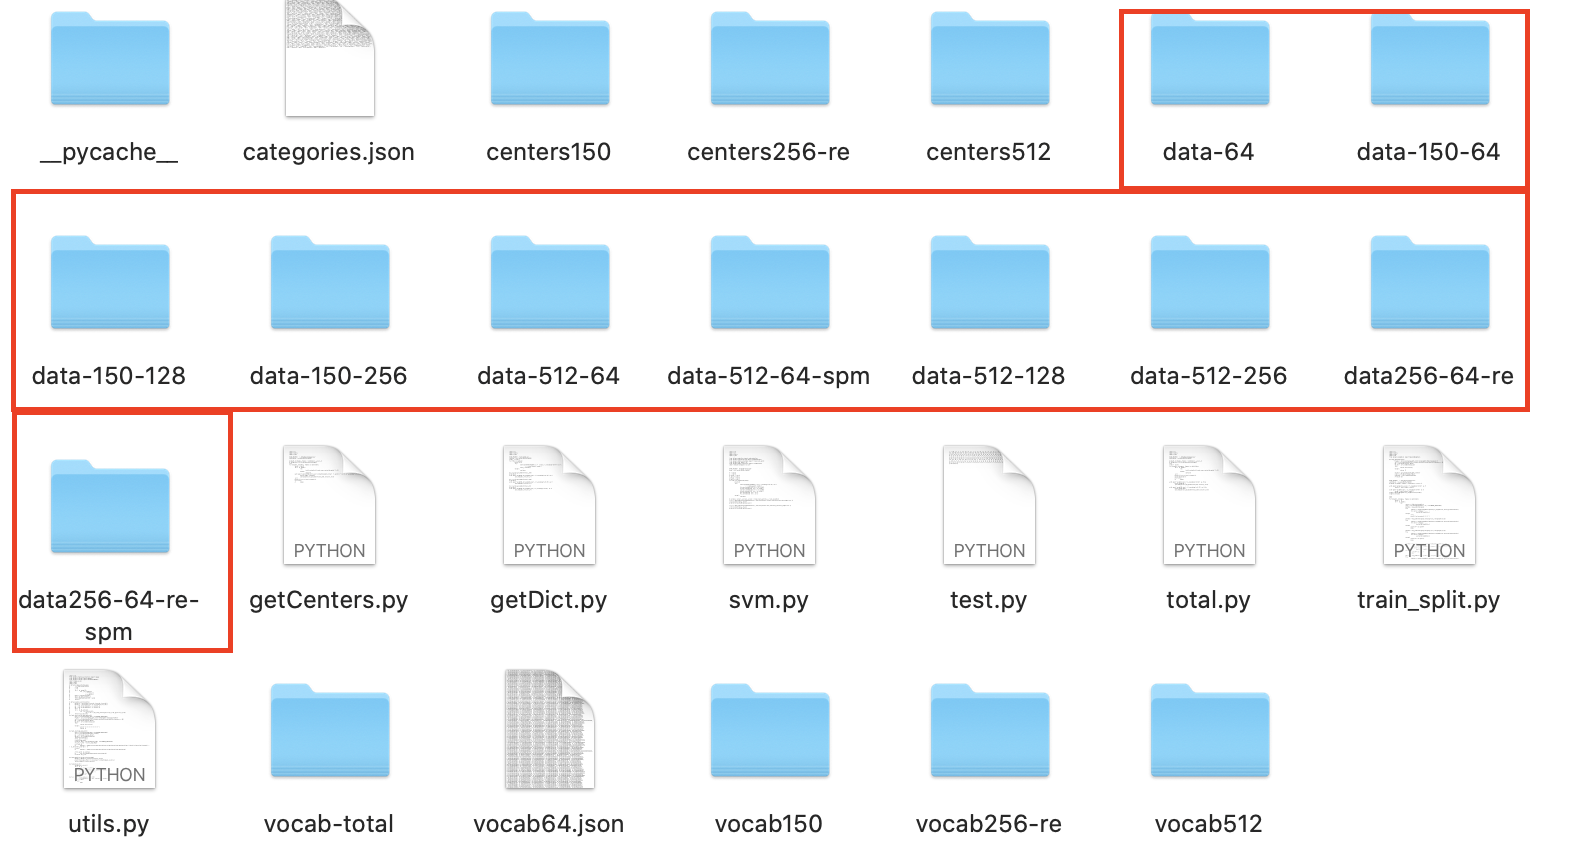 __pycache__
categories.json
centers150
centers256-re
centers512
data-64
data-150-64
data-150-128
data-150-256
data-512-64
data-512-64-spm
data-512-128
data-512-256
data256-64-re
data256-64-re-
spm
PYTHON
getCenters.py
PYTHON
getDict.py
PYTHON
svm.py
PYTHON
test.py
PYTHON
total.py
PYTHON
train_split.py
PYTHON
utils.py
vocab-total
vocab64.json
vocab150
vocab256-re
vocab512